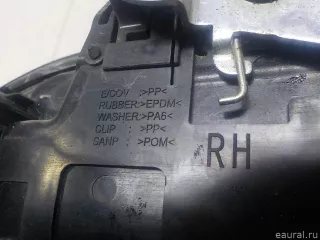 E/COV :>PP<
RUBBER:>EPDM<
WASHER:>PA6<
CLIP :>PP<
SANP :>POM<
RH
eaural.ru